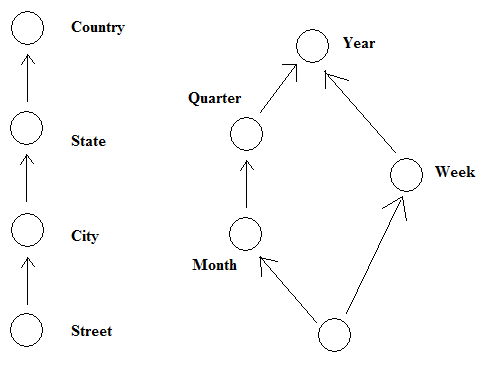 Country
State
City
Street
Year
Quarter
Week
Month